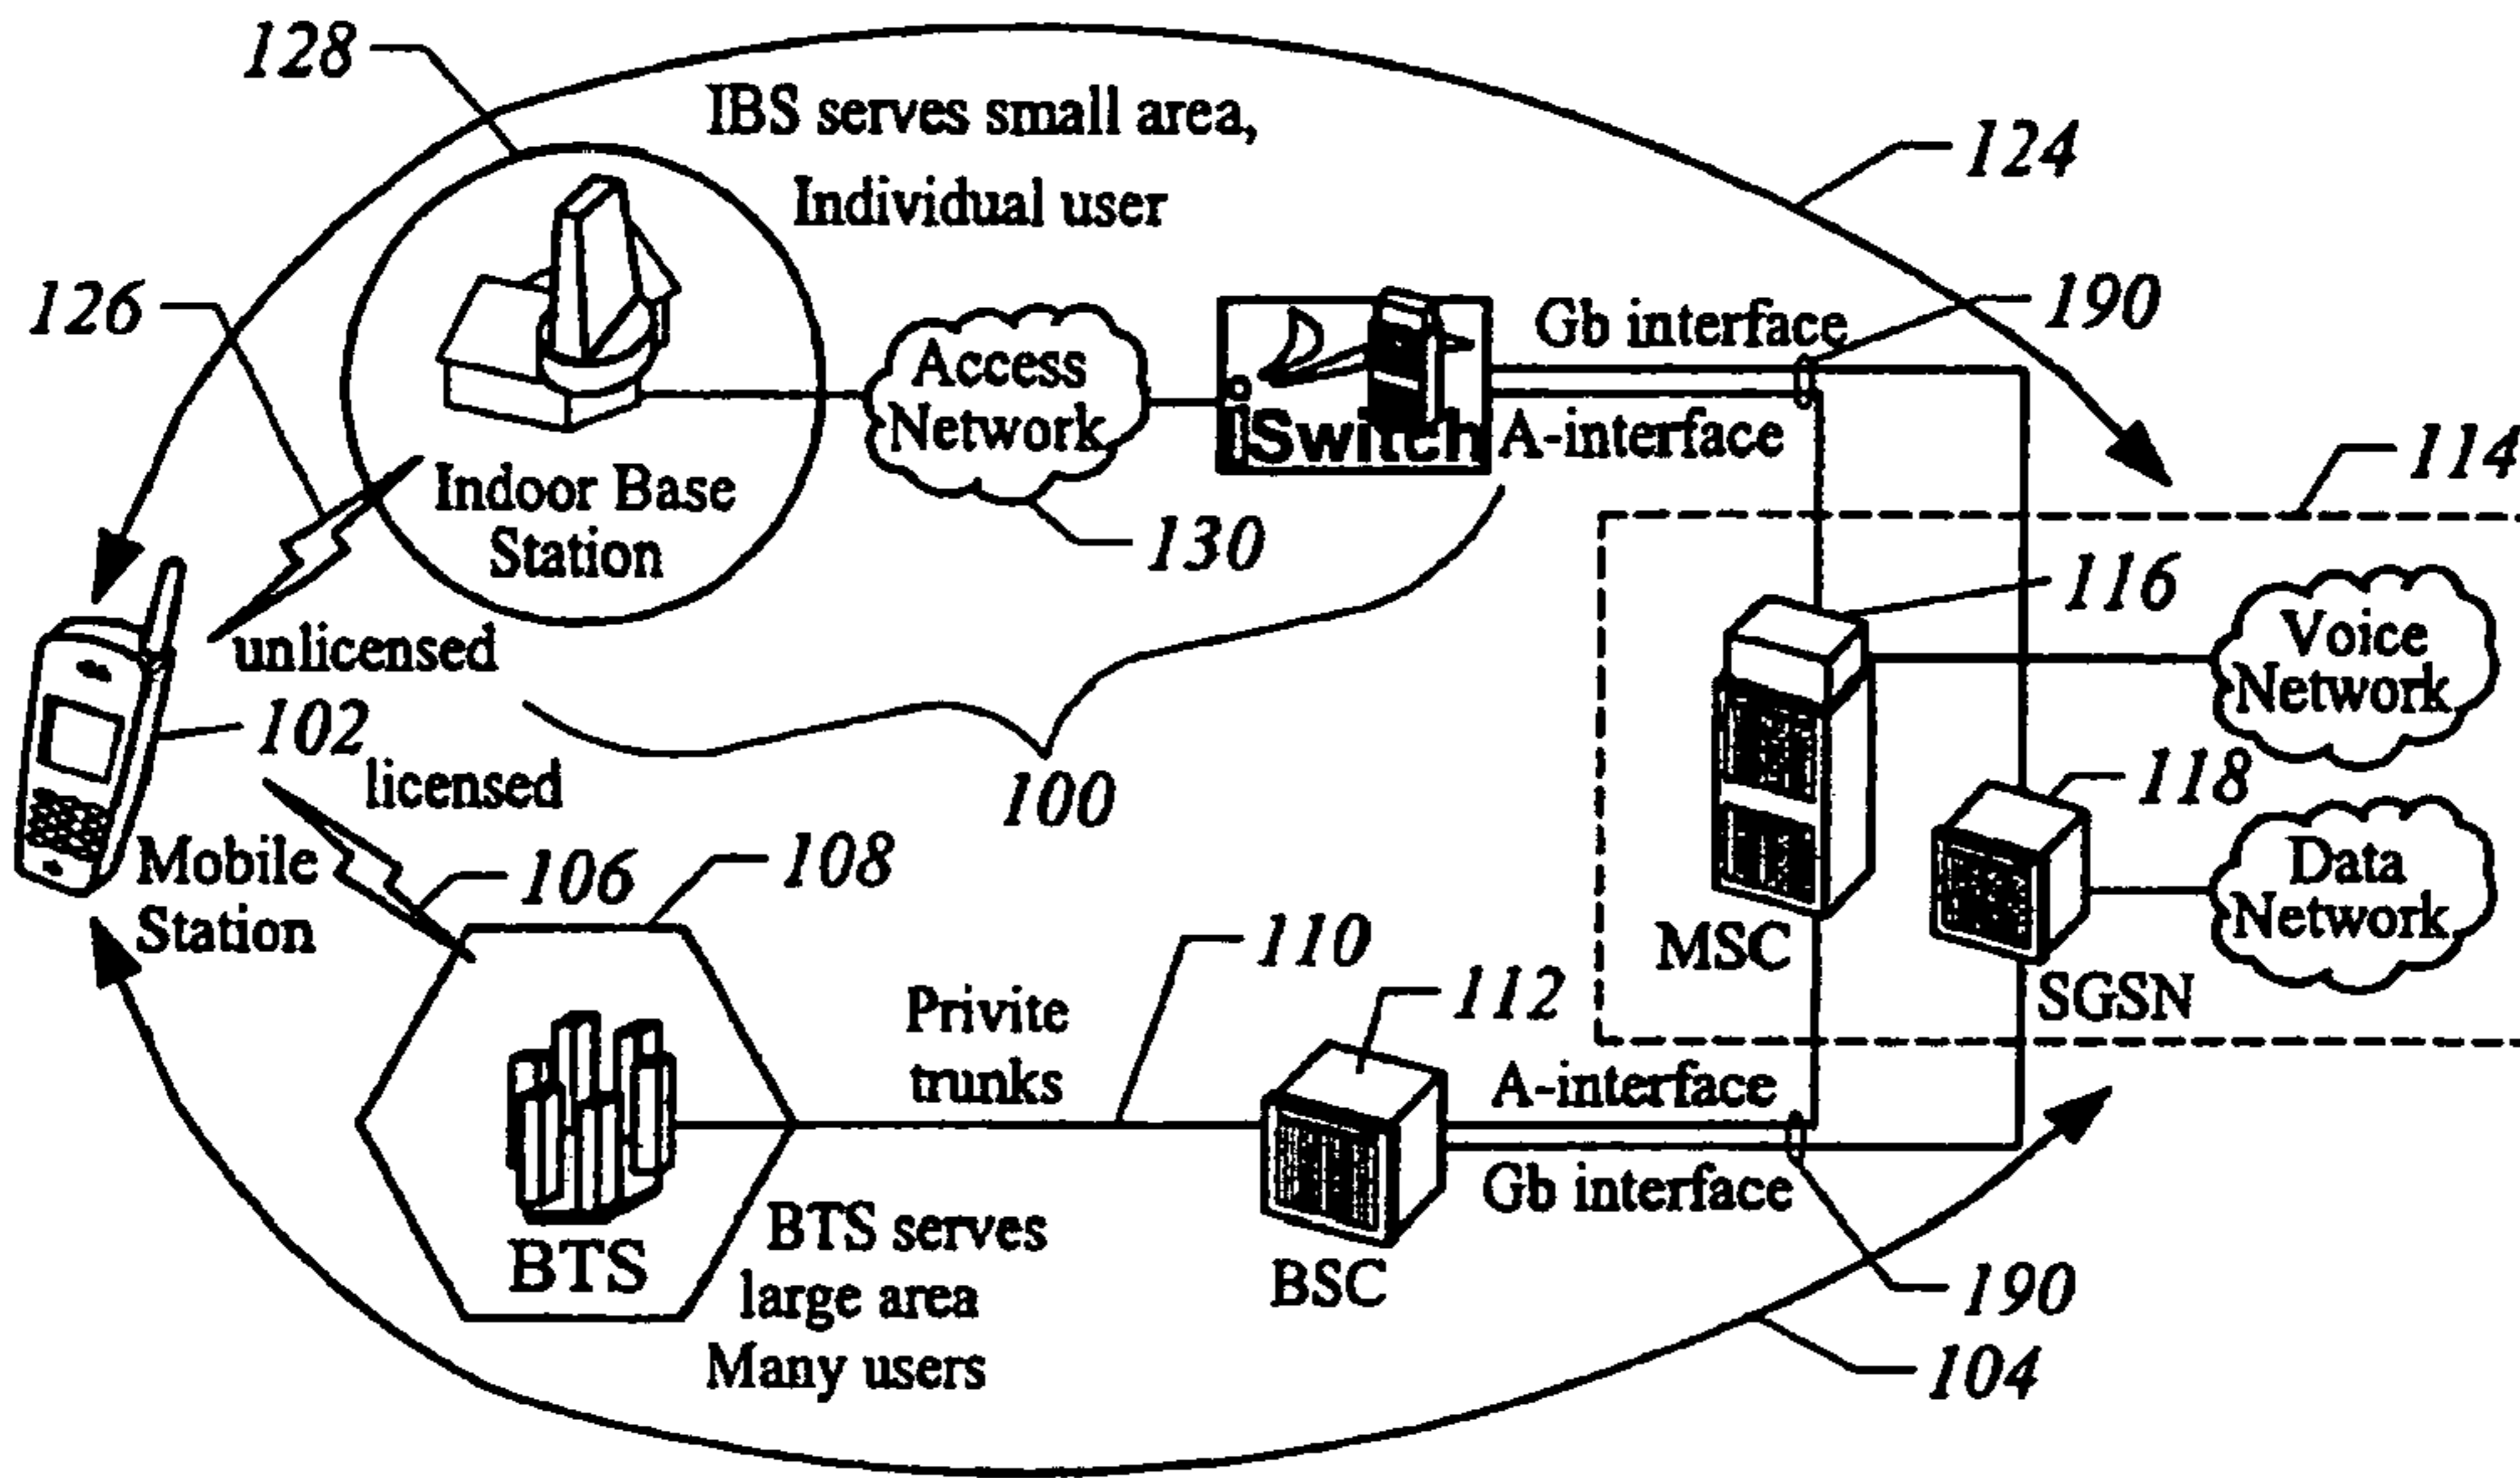 128
IBS serves small area,
Individual user
124
126
190
Gb interface
Access
Network
iSwitch
A-interface
114
Indoor Base
Station
130
116
Voice
Network
unlicensed
102
licensed
100
118
Mobile
Station
106
108
Data
Network
110
MSC
112
SGSN
Privite
trunks
A-interface
Gb interface
BTS
BTS serves
large area
Many users
BSC
190
104